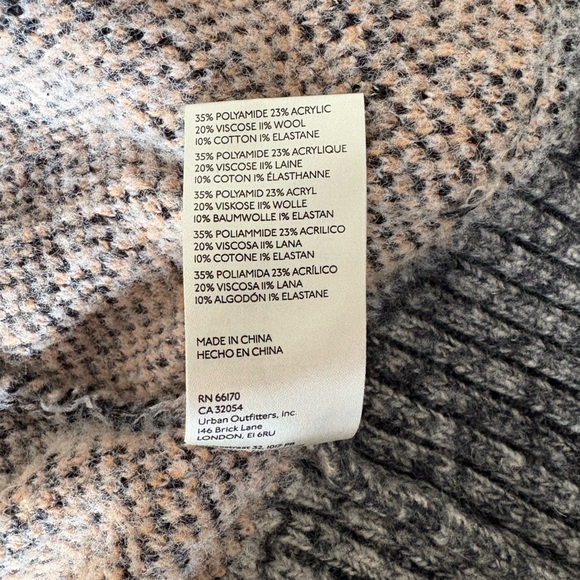 35% POLYAMIDE 23% ACRYLIC
20% VISCOSE 11% WOOL
10% COTTON 1% ELASTANE
35% POLYAMIDE 23% ACRYLIQUE
20% VISCOSE 11% LAINE
10% COTON 1% ÉLASTHANNE
35% POLYAMID 23% ACRYL
20% VISKOSE 11% WOLLE
10% BAUMWOLLE 1% ELASTAN
35% POLIAMMIDE 23% ACRILICO
20% VISCOSA 11% LANA
10% COTONE 1% ELASTAN
35% POLIAMIDA 23% ACRÍLICO
20% VISCOSA 11% LANA
10% ALGODÓN 1% ELASTANE
MADE IN CHINA
HECHO EN CHINA
RN 66170
CA 32054
Urban Outfitters, Inc.
146 Brick Lane
LONDON, E1 6RU
32,